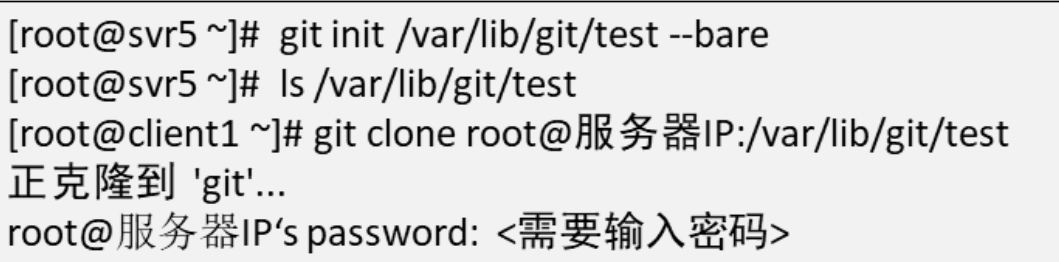 [root@svr5 ~]# git init /var/lib/git/test --bare
[root@svr5 ~]# ls /var/lib/git/test
[root@client1 ~]# git clone root@服务器IP:/var/lib/git/test
正克隆到 'git'...
root@服务器IP‘s password: <需要输入密码>